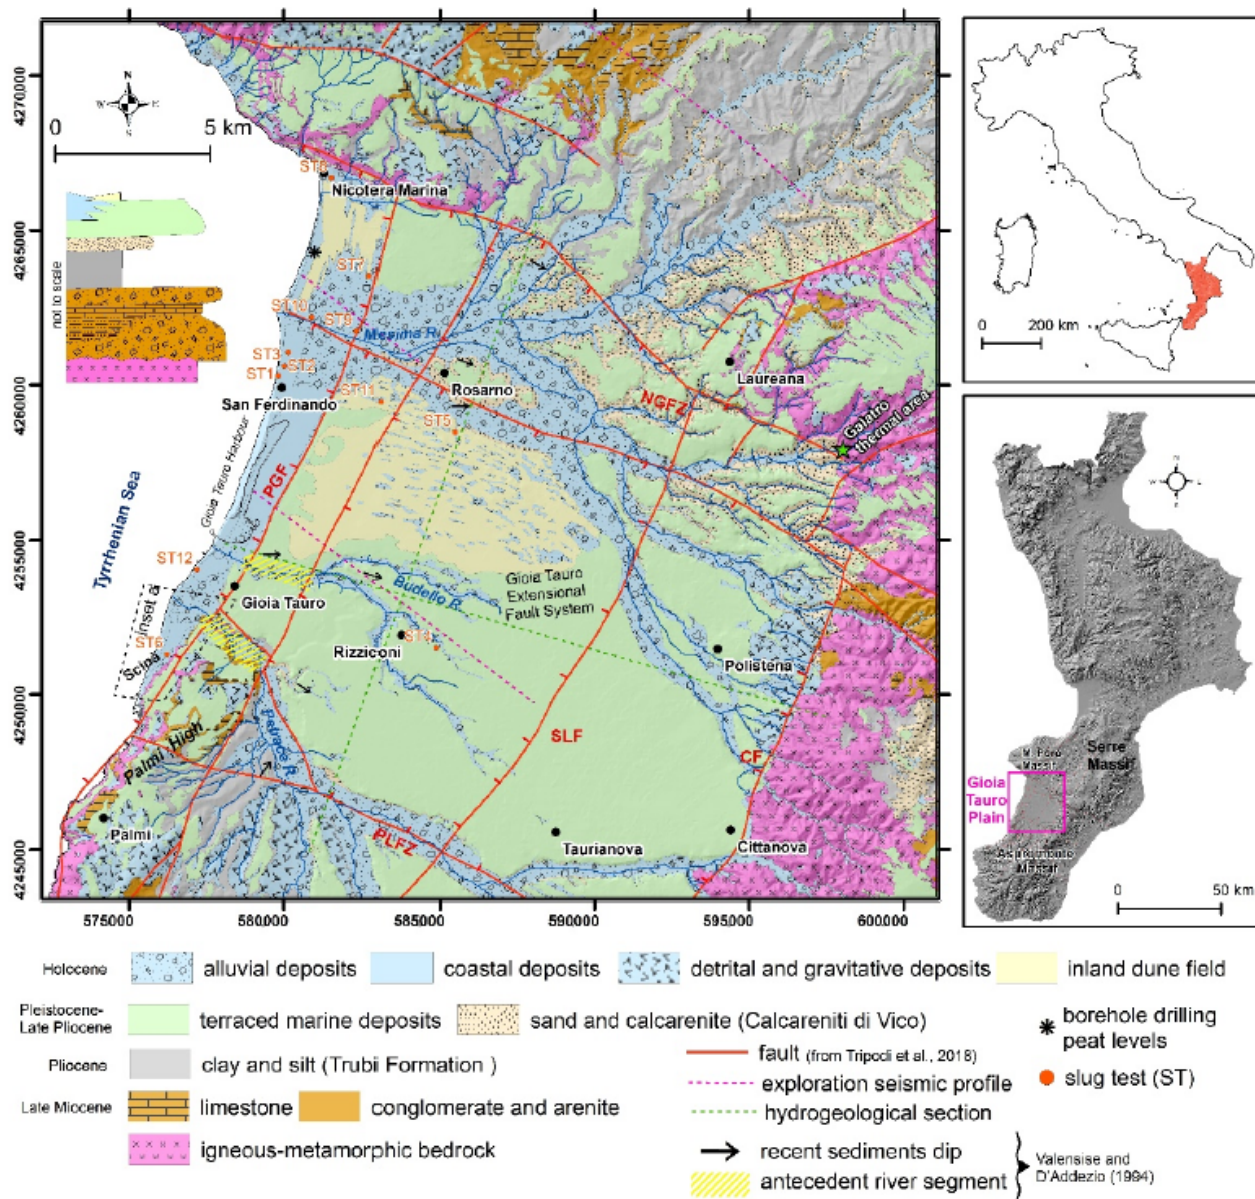 4270000
4265000
4260000
4255000
4250000
4245000
N
W
E
S
0
5 km
not to scale
ST8
Nicotera Marina
ST7
ST10
ST9
Mesima R.
ST3
ST2
ST1
ST11
San Ferdinando
Rosarno
ST5
NGFZ
Laureana
Galatro
thermal area
Gioia Tauro Harbour
PGF
Tyrrhenian Sea
ST12
Gioia Tauro
Budello R.
Gioia Tauro
Extensional
Fault System
Inset a
ST6
Scina
Rizziconi
ST4
Polistena
Palmi High
Petrace R.
SLF
CF
Palmi
PLFZ
Taurianova
Cittanova
575000
580000
585000
590000
595000
600000
0
200 km
N
W
S
M. Poro
Massif
Serre
Massif
Gioia
Tauro
Plain
Aspromonte
Massif
0
50 km
Holocene
alluvial deposits
coastal deposits
detrital and gravitative deposits
inland dune field
Pleistocene-
Late Pliocene
terraced marine deposits
sand and calcarenite (Calcareniti di Vico)
Pliocene
clay and silt (Trubi Formation )
Late Miocene
limestone
conglomerate and arenite
igneous-metamorphic bedrock
fault (from Tripodi et al., 2018)
exploration seismic profile
hydrogeological section
recent sediments dip
antecedent river segment
borehole drilling
peat levels
slug test (ST)
Valensise and
D'Addezio (1994)